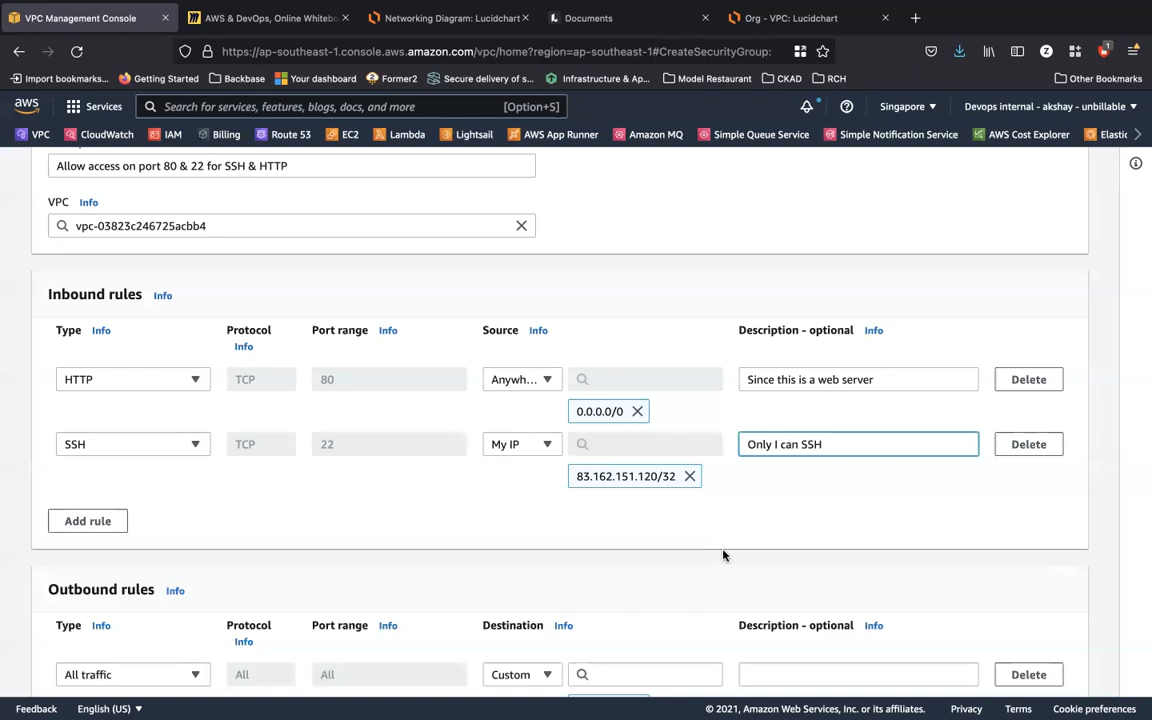 VPC Management Console
AWS & DevOps, Online Whitebo
Networking Diagram: Lucidchart
Documents
Org - VPC: Lucidchart
https://ap-southeast-1.console.aws.amazon.com/vpc/home?region=ap-southeast-1#CreateSecurityGroup:
Z
1
Import bookmarks...
Getting Started
Backbase
Your dashboard
Former2
Secure delivery of s...
Infrastructure & Ap...
Model Restaurant
CKAD
RCH
Other Bookmarks
aws
Services
Search for services, features, blogs, docs, and more
[Option+S]
Singapore
Devops internal - akshay - unbillable
VPC
CloudWatch
IAM
Billing
Route 53
EC2
Lambda
Lightsail
AWS App Runner
Amazon MQ
Simple Queue Service
Simple Notification Service
AWS Cost Explorer
Elastic
Allow access on port 80 & 22 for SSH & HTTP
VPC Info
vpc-03823c246725acbb4
Inbound rules Info
Type Info
Protocol Info
Port range Info
Source Info
Description - optional Info
HTTP
TCP
80
Anywh...
Since this is a web server
Delete
0.0.0.0/0
SSH
TCP
22
My IP
Only I can SSH
Delete
83.162.151.120/32
Add rule
Outbound rules Info
Type Info
Protocol Info
Port range Info
Destination Info
Description - optional Info
All traffic
All
All
Custom
Delete
Feedback
English (US)
© 2021, Amazon Web Services, Inc. or its affiliates.
Privacy
Terms
Cookie preferences